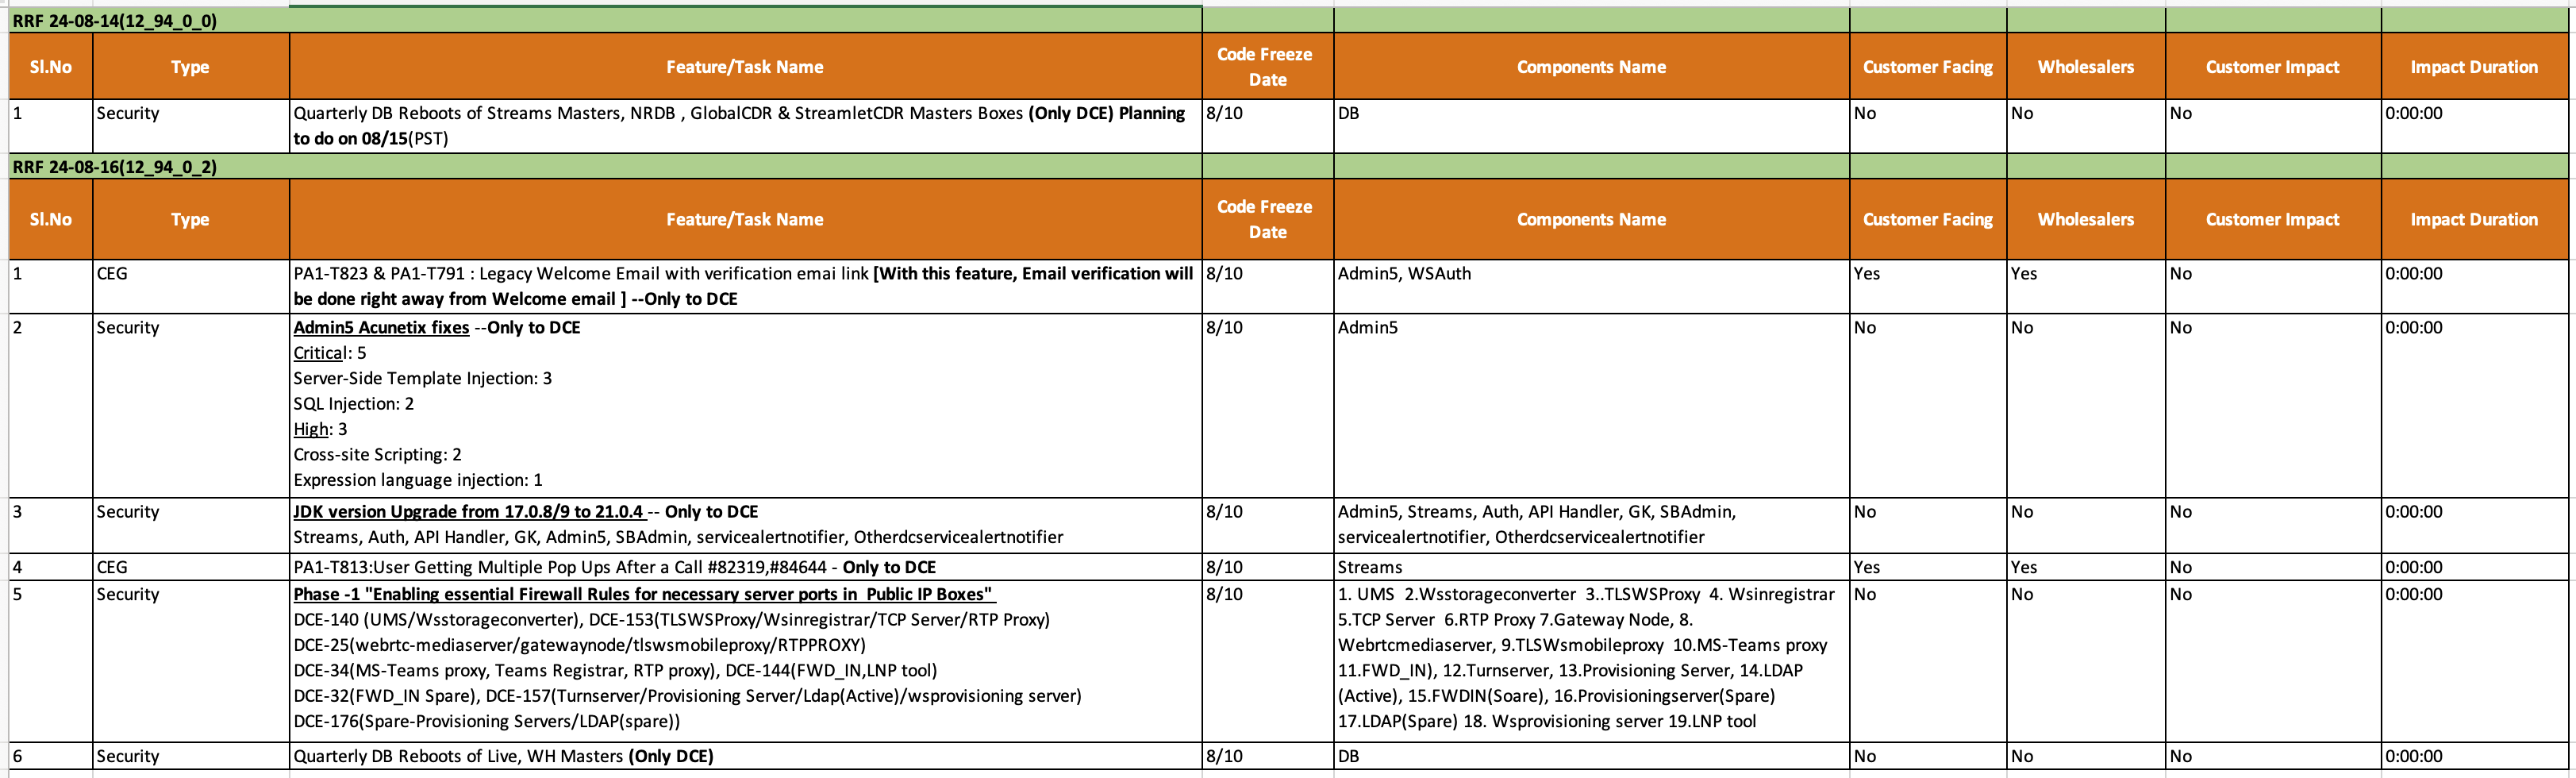 RRF 24-08-14(12_94_0_0)
Sl.No Type Feature/Task Name Code Freeze Date Components Name Customer Facing Wholesalers Customer Impact Impact Duration
1 Security Quarterly DB Reboots of Streams Masters, NRDB , GlobalCDR & StreamletCDR Masters Boxes (Only DCE) Planning 8/10 DB No No No 0:00:00
to do on 08/15(PST)
RRF 24-08-16(12_94_0_2)
Sl.No Type Feature/Task Name Code Freeze Date Components Name Customer Facing Wholesalers Customer Impact Impact Duration
1 CEG PA1-T823 & PA1-T791 : Legacy Welcome Email with verification emai link [With this feature, Email verification will 8/10 Admin5, WSAuth Yes Yes No 0:00:00
be done right away from Welcome email ] --Only to DCE
2 Security Admin5 Acunetix fixes --Only to DCE 8/10 Admin5 No No No 0:00:00
Critical: 5
Server-Side Template Injection: 3
SQL Injection: 2
High: 3
Cross-site Scripting: 2
Expression language injection: 1
3 Security JDK version Upgrade from 17.0.8/9 to 21.0.4 -- Only to DCE 8/10 Admin5, Streams, Auth, API Handler, GK, SBAdmin, No No No 0:00:00
Streams, Auth, API Handler, GK, Admin5, SBAdmin, servicealertnotifier, Otherdcservicealertnotifier servicealertnotifier, Otherdcservicealertnotifier
4 CEG PA1-T813:User Getting Multiple Pop Ups After a Call #82319,#84644 - Only to DCE 8/10 Streams Yes Yes No 0:00:00
5 Security Phase -1 "Enabling essential Firewall Rules for necessary server ports in  Public IP Boxes" 8/10 1. UMS  2.Wsstorageconverter  3..TLSWSProxy  4. Wsinregistrar No No No 0:00:00
DCE-140 (UMS/Wsstorageconverter), DCE-153(TLSWSProxy/Wsinregistrar/TCP Server/RTP Proxy) 5.TCP Server  6.RTP Proxy 7.Gateway Node, 8.
DCE-25(webrtc-mediaserver/gatewaynode/tlswsmobileproxy/RTPPROXY) Webrtcmediaserver, 9.TLSWsmobileproxy  10.MS-Teams proxy
DCE-34(MS-Teams proxy, Teams Registrar, RTP proxy), DCE-144(FWD_IN,LNP tool) 11.FWD_IN), 12.Turnserver, 13.Provisioning Server, 14.LDAP
DCE-32(FWD_IN Spare), DCE-157(Turnserver/Provisioning Server/Ldap(Active)/wsprovisioning server) (Active), 15.FWDIN(Soare), 16.Provisioningserver(Spare)
DCE-176(Spare-Provisioning Servers/LDAP(spare)) 17.LDAP(Spare) 18. Wsprovisioning server 19.LNP tool
6 Security Quarterly DB Reboots of Live, WH Masters (Only DCE) 8/10 DB No No No 0:00:00